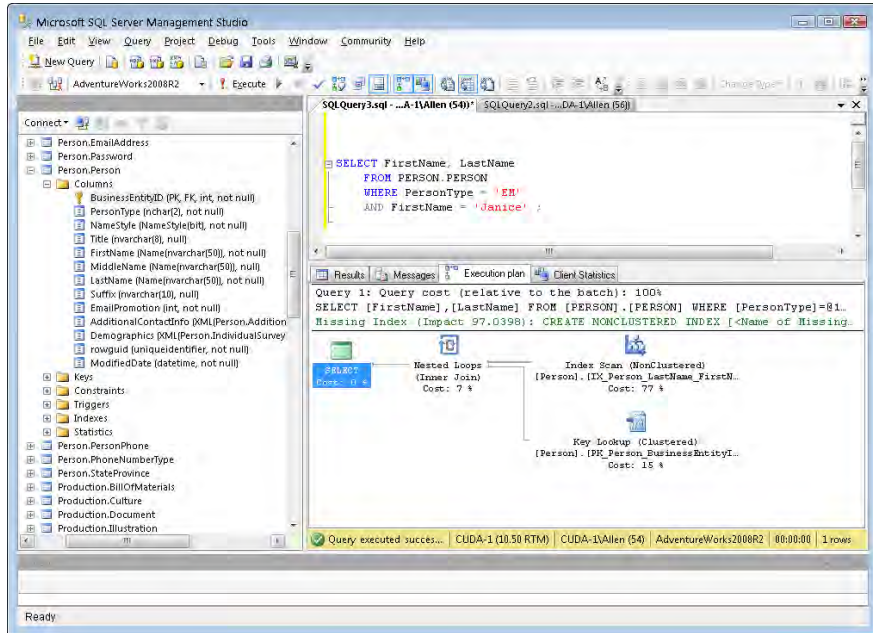 Microsoft SQL Server Management Studio
File Edit View Query Project Debug Tools Window Community Help
New Query
AdventureWorks2008R2 Execute
SQLQuery3.sql - ...A-1\Allen (54))* SQLQuery2.sql -...DA-1\Allen (56))
Connect
Person.EmailAddress
Person.Password
Person.Person
Columns
BusinessEntityID (PK, FK, int, not null)
PersonType (nchar(2), not null)
NameStyle (NameStyle(bit), not null)
Title (nvarchar(8), null)
FirstName (Name(nvarchar(50)), not null)
MiddleName (Name(nvarchar(50)), null)
LastName (Name(nvarchar(50)), not null)
Suffix (nvarchar(10), null)
EmailPromotion (int, not null)
AdditionalContactInfo (XML(Person.Addition
Demographics (XML(Person.IndividualSurvey
rowguid (uniqueidentifier, not null)
ModifiedDate (datetime, not null)
Keys
Constraints
Triggers
Indexes
Statistics
Person.PersonPhone
Person.PhoneNumberType
Person.StateProvince
Production.BillOfMaterials
Production.Culture
Production.Document
Production.Illustration
SELECT FirstName, LastName
FROM PERSON.PERSON
WHERE PersonType = 'EM'
AND FirstName = 'Janice' ;
Results Messages Execution plan Client Statistics
Query 1: Query cost (relative to the batch): 100%
SELECT [FirstName],[LastName] FROM [PERSON].[PERSON] WHERE [PersonType]=@1…
Missing Index (Impact 97.0398): CREATE NONCLUSTERED INDEX [<Name of Missing…
SELECT
Cost: 0 %
Nested Loops
(Inner Join)
Cost: 7 %
Index Scan (NonClustered)
[Person].[IX_Person_LastName_FirstN…
Cost: 77 %
Key Lookup (Clustered)
[Person].[PK_Person_BusinessEntityI…
Cost: 15 %
Query executed succes... CUDA-1 (10.50 RTM) CUDA-1\Allen (54) AdventureWorks2008R2 00:00:00 1 rows
Ready